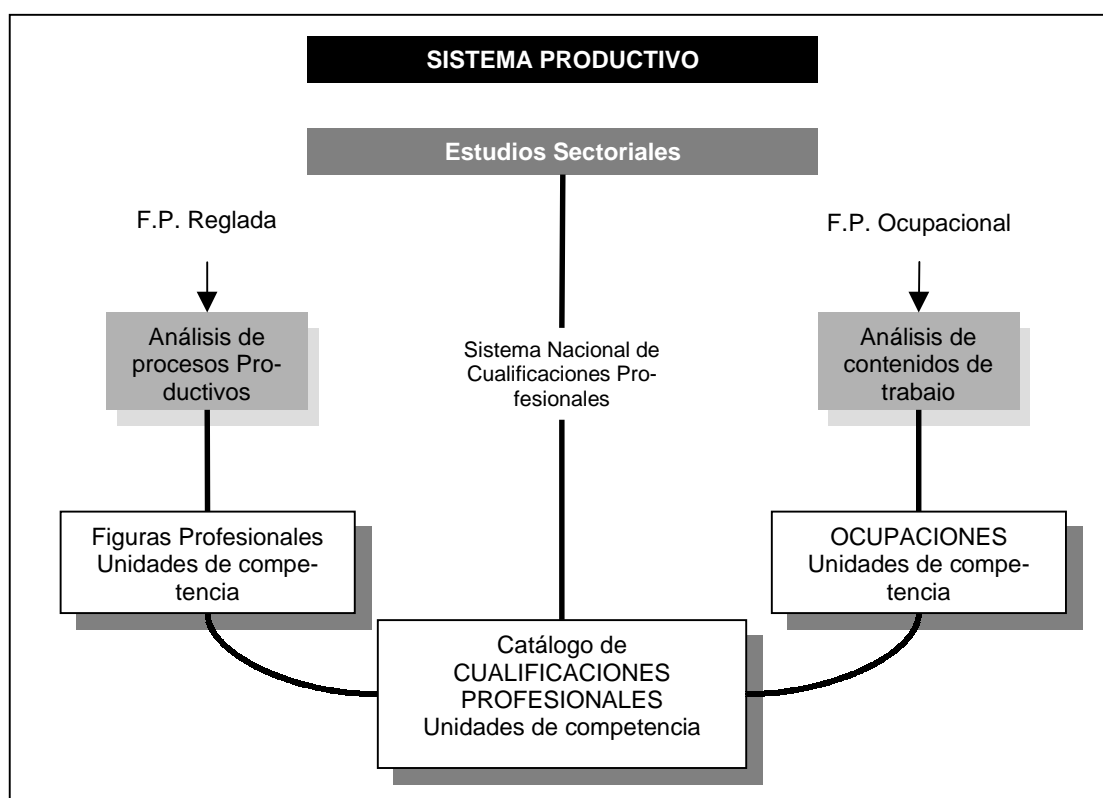 SISTEMA PRODUCTIVO
Estudios Sectoriales
F.P. Reglada
F.P. Ocupacional
Análisis de
procesos Pro-
ductivos
Sistema Nacional de
Cualificaciones Pro-
fesionales
Análisis de
contenidos de
trabajo
Figuras Profesionales
Unidades de compe-
tencia
OCUPACIONES
Unidades de compe-
tencia
Catálogo de
CUALIFICACIONES
PROFESIONALES
Unidades de competencia